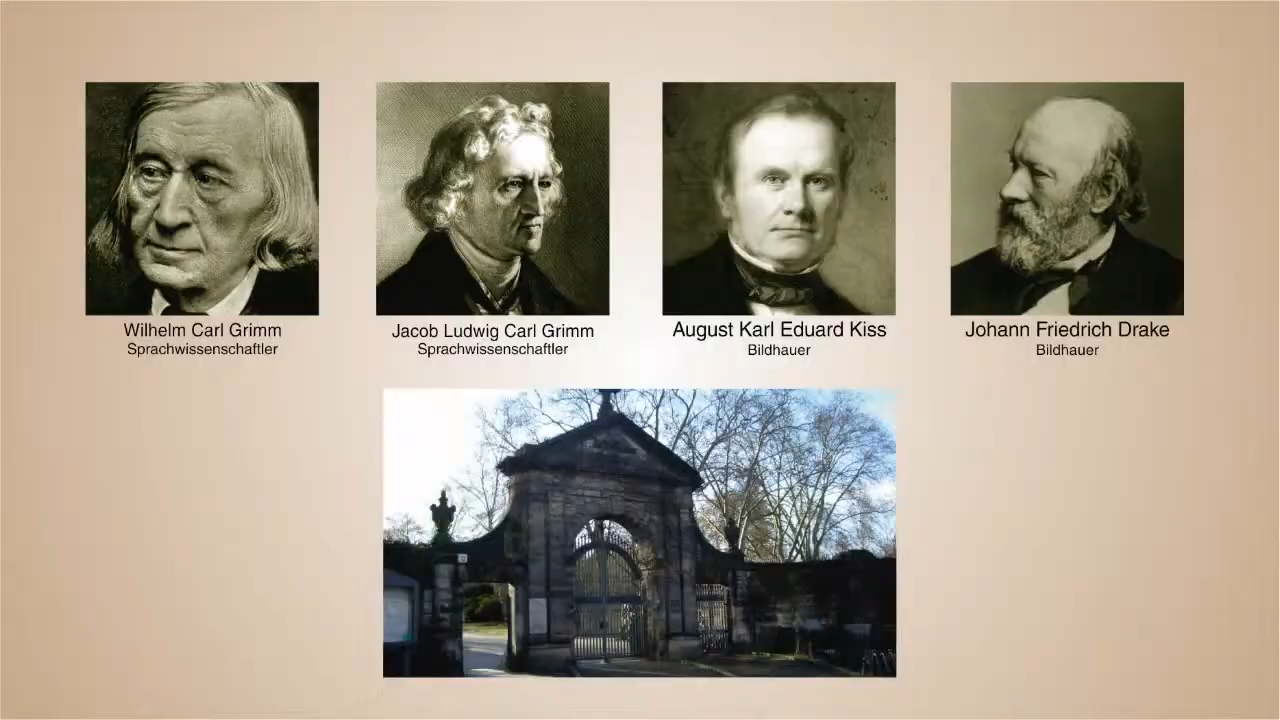 Wilhelm Carl Grimm
Sprachwissenschaftler
Jacob Ludwig Carl Grimm
Sprachwissenschaftler
August Karl Eduard Kiss
Bildhauer
Johann Friedrich Drake
Bildhauer